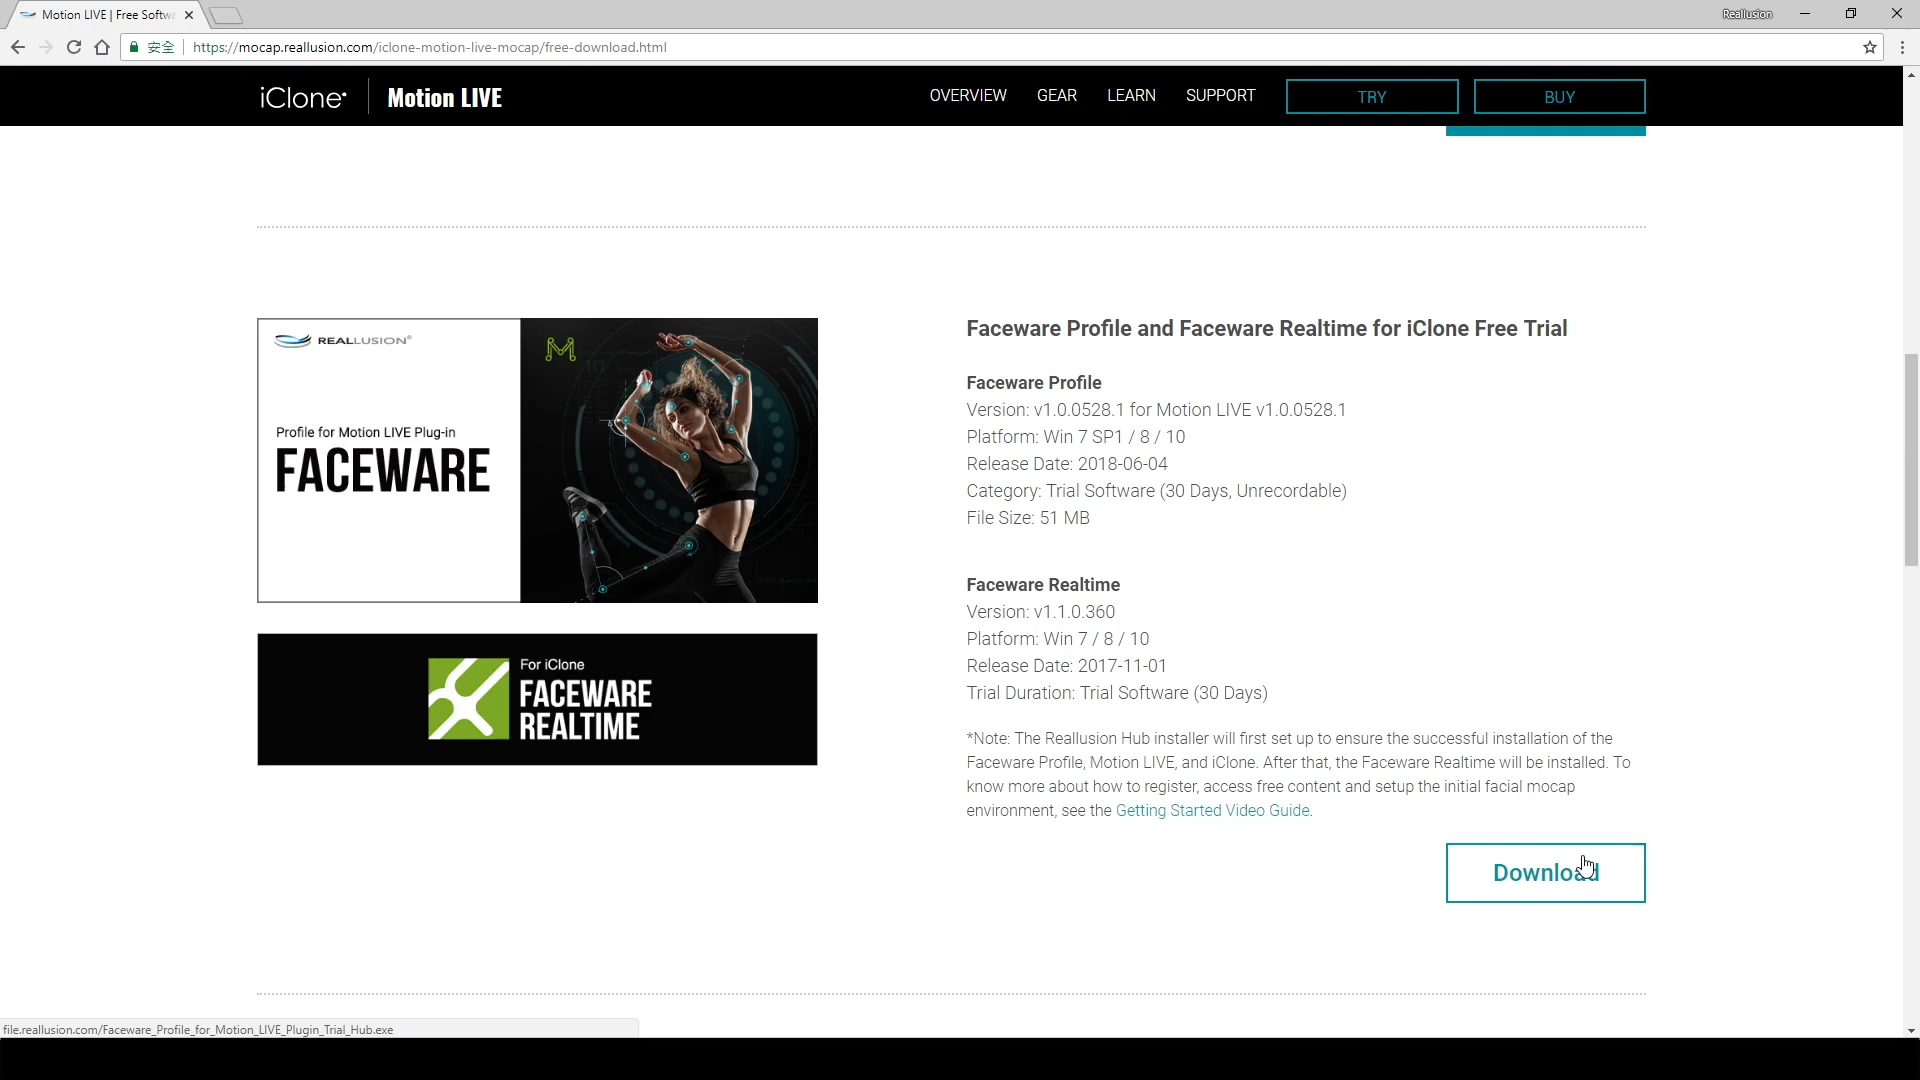 Motion LIVE | Free Softwa
Reallusion
安全
https://mocap.reallusion.com/iclone-motion-live-mocap/free-download.html
iClone
Motion LIVE
OVERVIEW
GEAR
LEARN
SUPPORT
TRY
BUY
REALLUSION®
Profile for Motion LIVE Plug-in
FACEWARE
For iClone
FACEWARE
REALTIME
Faceware Profile and Faceware Realtime for iClone Free Trial
Faceware Profile
Version: v1.0.0528.1 for Motion LIVE v1.0.0528.1
Platform: Win 7 SP1 / 8 / 10
Release Date: 2018-06-04
Category: Trial Software (30 Days, Unrecordable)
File Size: 51 MB
Faceware Realtime
Version: v1.1.0.360
Platform: Win 7 / 8 / 10
Release Date: 2017-11-01
Trial Duration: Trial Software (30 Days)
*Note: The Reallusion Hub installer will first set up to ensure the successful installation of the
Faceware Profile, Motion LIVE, and iClone. After that, the Faceware Realtime will be installed. To
know more about how to register, access free content and setup the initial facial mocap
environment, see the Getting Started Video Guide.
Download
file.reallusion.com/Faceware_Profile_for_Motion_LIVE_Plugin_Trial_Hub.exe